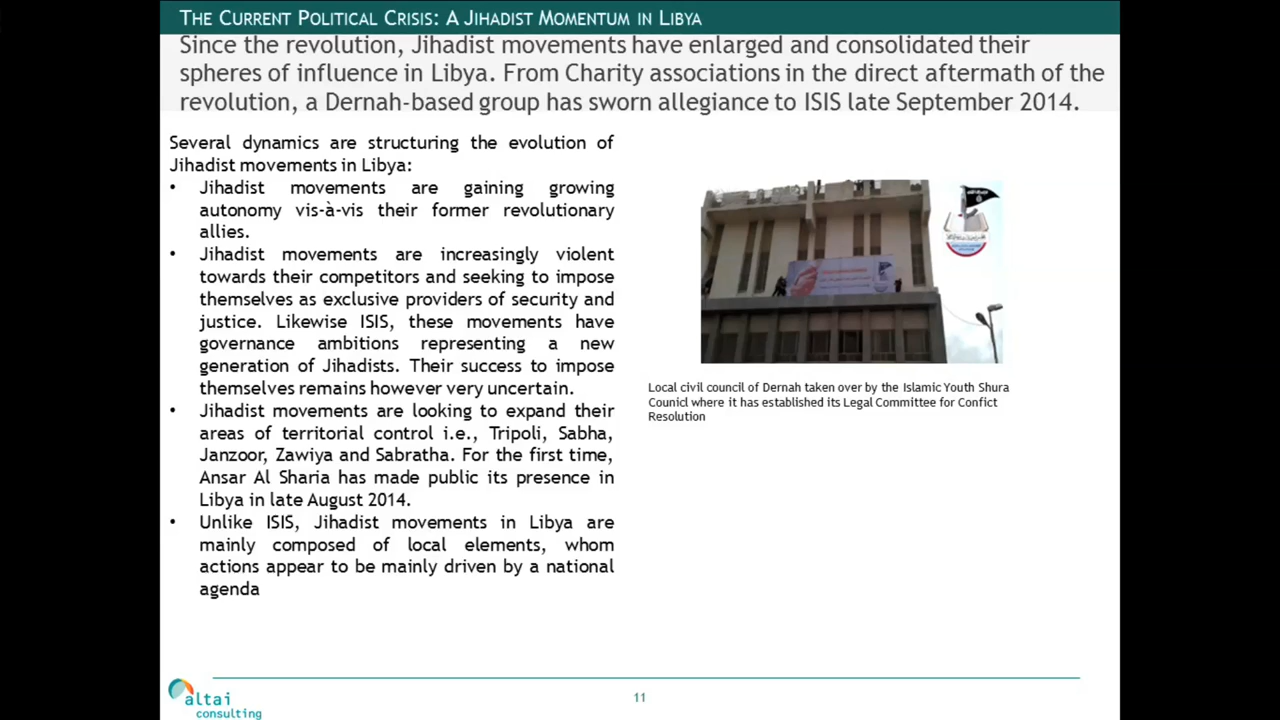 THE CURRENT POLITICAL CRISIS: A JIHADIST MOMENTUM IN LIBYA
Since the revolution, Jihadist movements have enlarged and consolidated their
spheres of influence in Libya. From Charity associations in the direct aftermath of the
revolution, a Dernah-based group has sworn allegiance to ISIS late September 2014.
Several dynamics are structuring the evolution of
Jihadist movements in Libya:
• Jihadist movements are gaining growing
autonomy vis-à-vis their former revolutionary
allies.
• Jihadist movements are increasingly violent
towards their competitors and seeking to impose
themselves as exclusive providers of security and
justice. Likewise ISIS, these movements have
governance ambitions representing a new
generation of Jihadists. Their success to impose
themselves remains however very uncertain.
• Jihadist movements are looking to expand their
areas of territorial control i.e., Tripoli, Sabha,
Janzoor, Zawiya and Sabratha. For the first time,
Ansar Al Sharia has made public its presence in
Libya in late August 2014.
• Unlike ISIS, Jihadist movements in Libya are
mainly composed of local elements, whom
actions appear to be mainly driven by a national
agenda
Local civil council of Dernah taken over by the Islamic Youth Shura
Counicl where it has established its Legal Committee for Confict
Resolution
altai
consulting
11